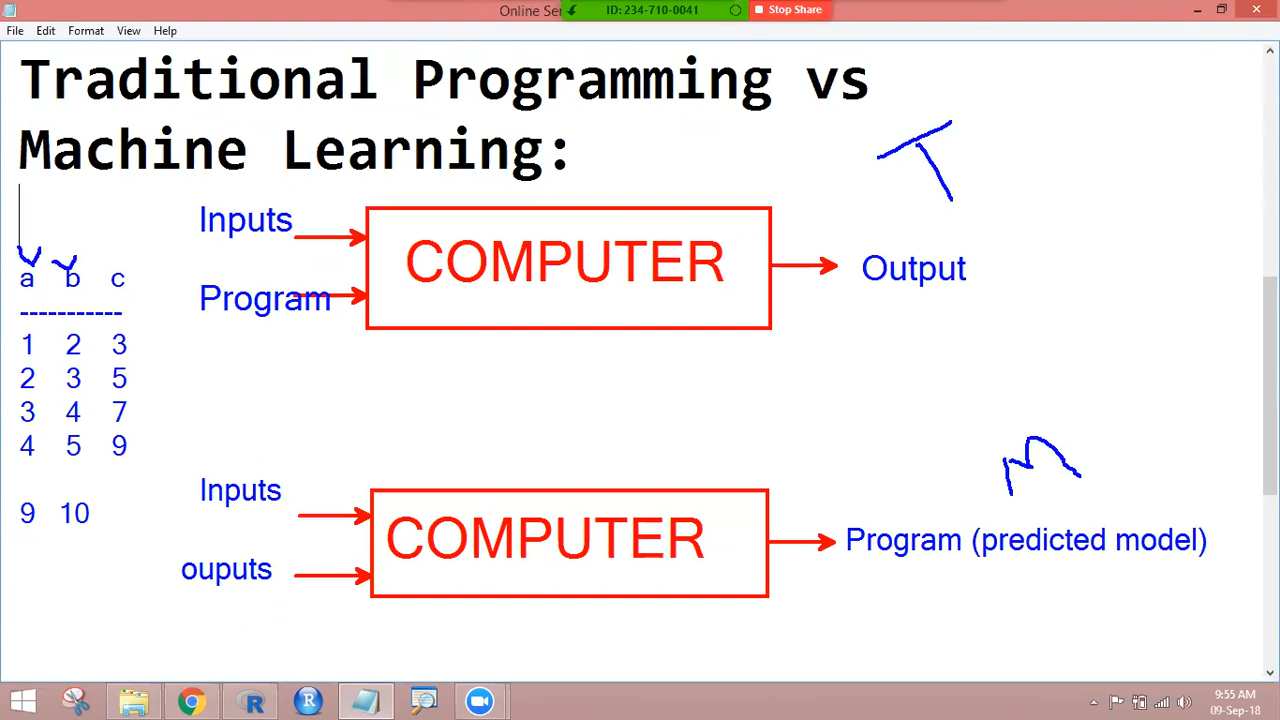 Online Ser
ID: 234-710-0041
Stop Share
File Edit Format View Help
Traditional Programming vs
Machine Learning:
T
Inputs
COMPUTER
Program
Output
a b c
-----------
1 2 3
2 3 5
3 4 7
4 5 9
9 10
M
Inputs
COMPUTER
ouputs
Program (predicted model)
9:55 AM
09-Sep-18